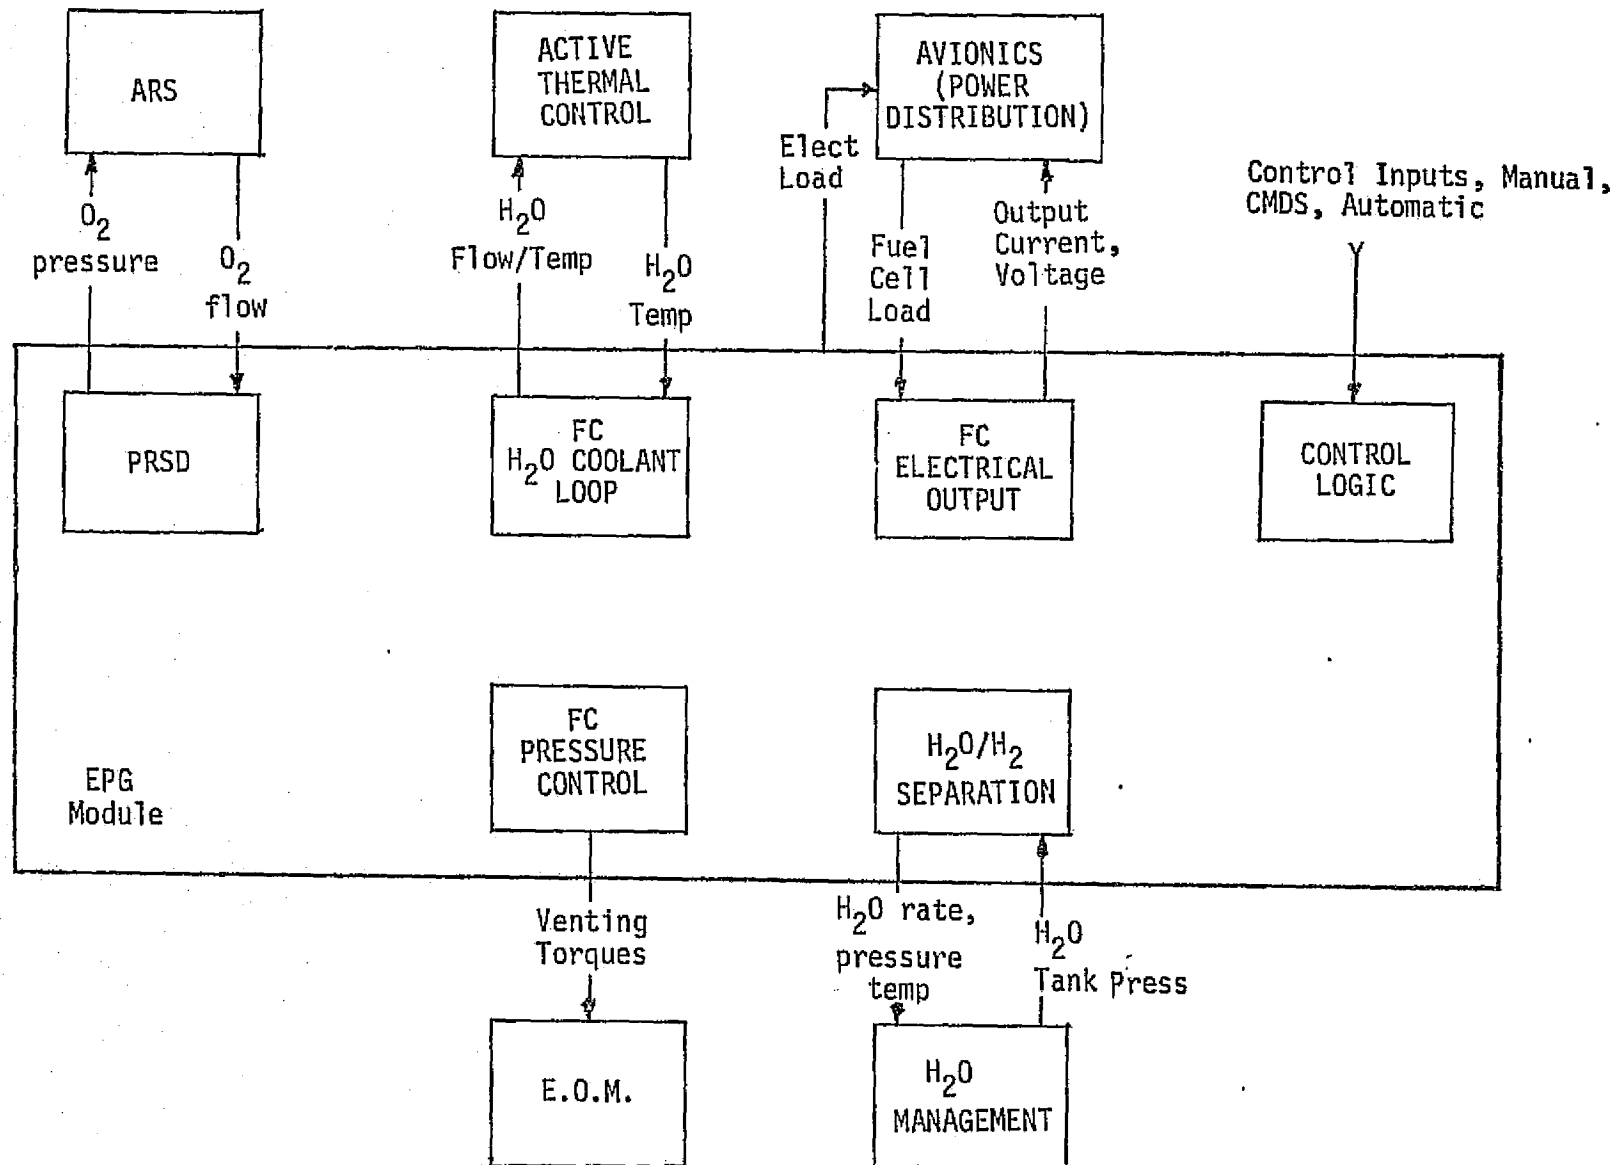 ARS
ACTIVE
THERMAL
CONTROL
AVIONICS
(POWER
DISTRIBUTION)
Elect
Load
Control Inputs, Manual,
CMDS, Automatic
O2
pressure
O2
flow
H2O
Flow/Temp
H2O
Temp
Fuel
Cell
Load
Output
Current,
Voltage
PRSD
FC
H2O COOLANT
LOOP
FC
ELECTRICAL
OUTPUT
CONTROL
LOGIC
FC
PRESSURE
CONTROL
H2O/H2
SEPARATION
EPG
Module
Venting
Torques
H2O rate,
pressure
temp
H2O
Tank Press
E.O.M.
H2O
MANAGEMENT